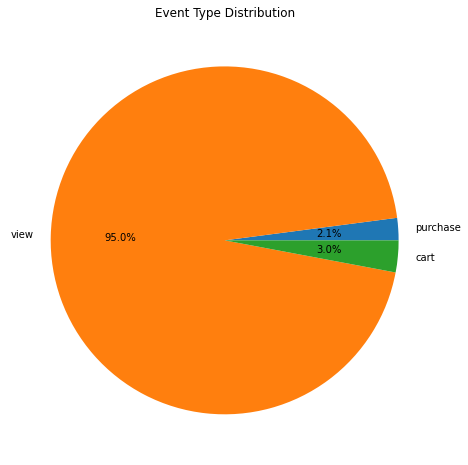 Event Type Distribution
purchase
2.1%
view
95.0%
3.0%
cart